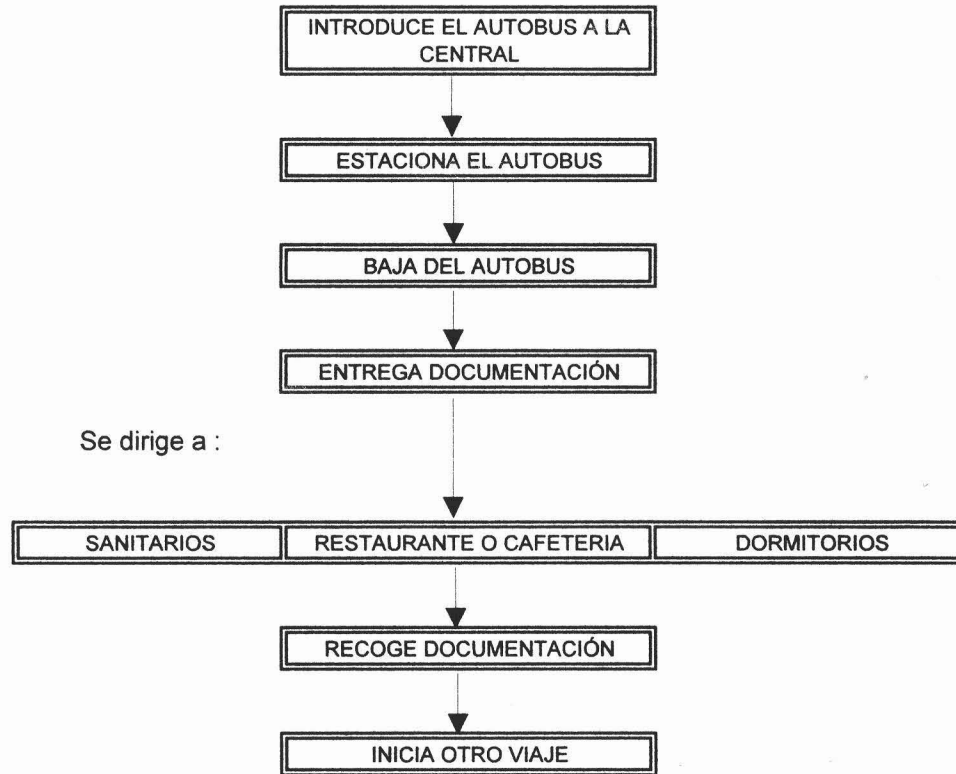 INTRODUCE EL AUTOBUS A LA
CENTRAL
ESTACIONA EL AUTOBUS
BAJA DEL AUTOBUS
ENTREGA DOCUMENTACIÓN
Se dirige a :
SANITARIOS
RESTAURANTE O CAFETERIA
DORMITORIOS
RECOGE DOCUMENTACIÓN
INICIA OTRO VIAJE